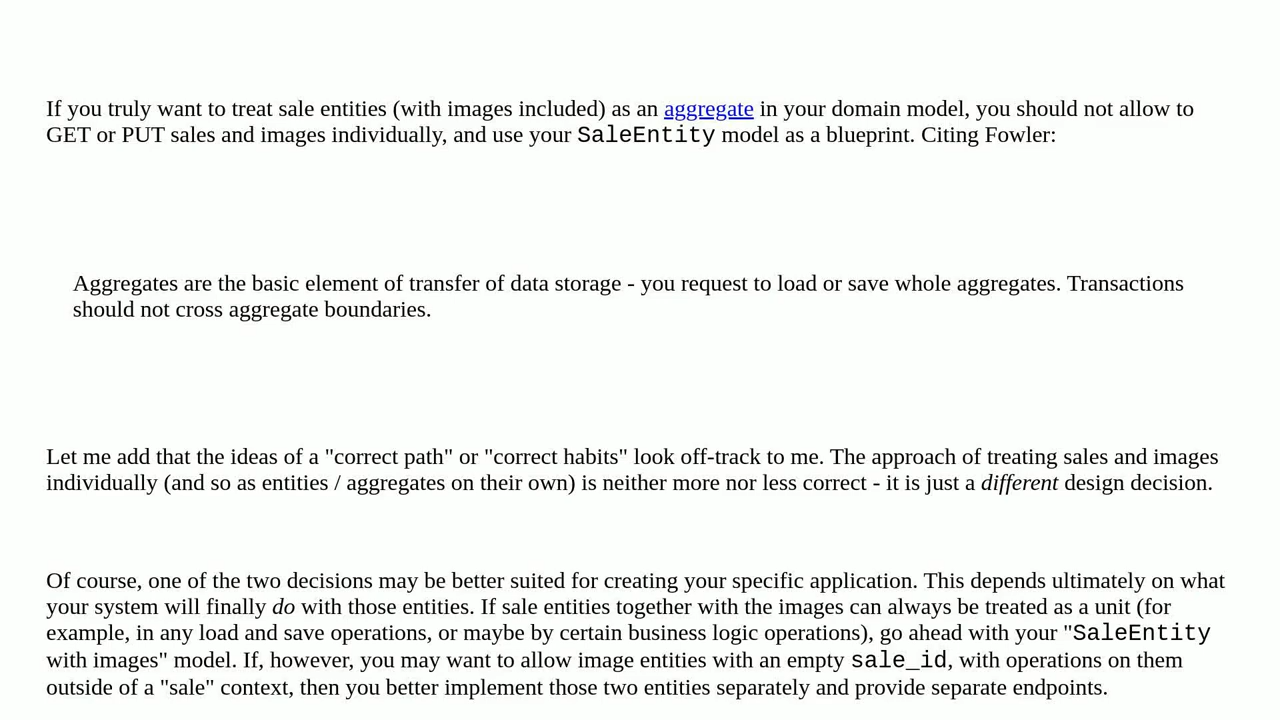 If you truly want to treat sale entities (with images included) as an aggregate in your domain model, you should not allow to
GET or PUT sales and images individually, and use your SaleEntity model as a blueprint. Citing Fowler:
Aggregates are the basic element of transfer of data storage - you request to load or save whole aggregates. Transactions
should not cross aggregate boundaries.
Let me add that the ideas of a "correct path" or "correct habits" look off-track to me. The approach of treating sales and images
individually (and so as entities / aggregates on their own) is neither more nor less correct - it is just a different design decision.
Of course, one of the two decisions may be better suited for creating your specific application. This depends ultimately on what
your system will finally do with those entities. If sale entities together with the images can always be treated as a unit (for
example, in any load and save operations, or maybe by certain business logic operations), go ahead with your "SaleEntity
with images" model. If, however, you may want to allow image entities with an empty sale_id, with operations on them
outside of a "sale" context, then you better implement those two entities separately and provide separate endpoints.